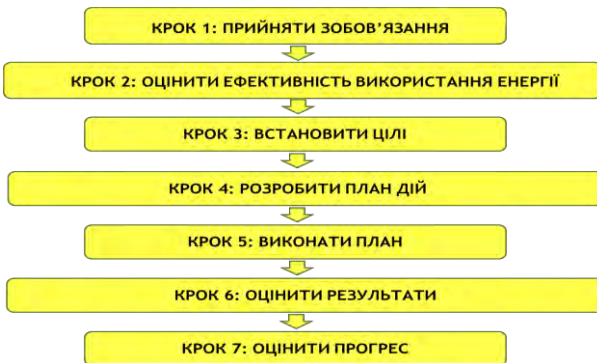 КРОК 1: ПРИЙНЯТИ ЗОБОВ’ЯЗАННЯ
КРОК 2: ОЦІНИТИ ЕФЕКТИВНІСТЬ ВИКОРИСТАННЯ ЕНЕРГІЇ
КРОК 3: ВСТАНОВИТИ ЦІЛІ
КРОК 4: РОЗРОБИТИ ПЛАН ДІЙ
КРОК 5: ВИКОНАТИ ПЛАН
КРОК 6: ОЦІНИТИ РЕЗУЛЬТАТИ
КРОК 7: ОЦІНИТИ ПРОГРЕС